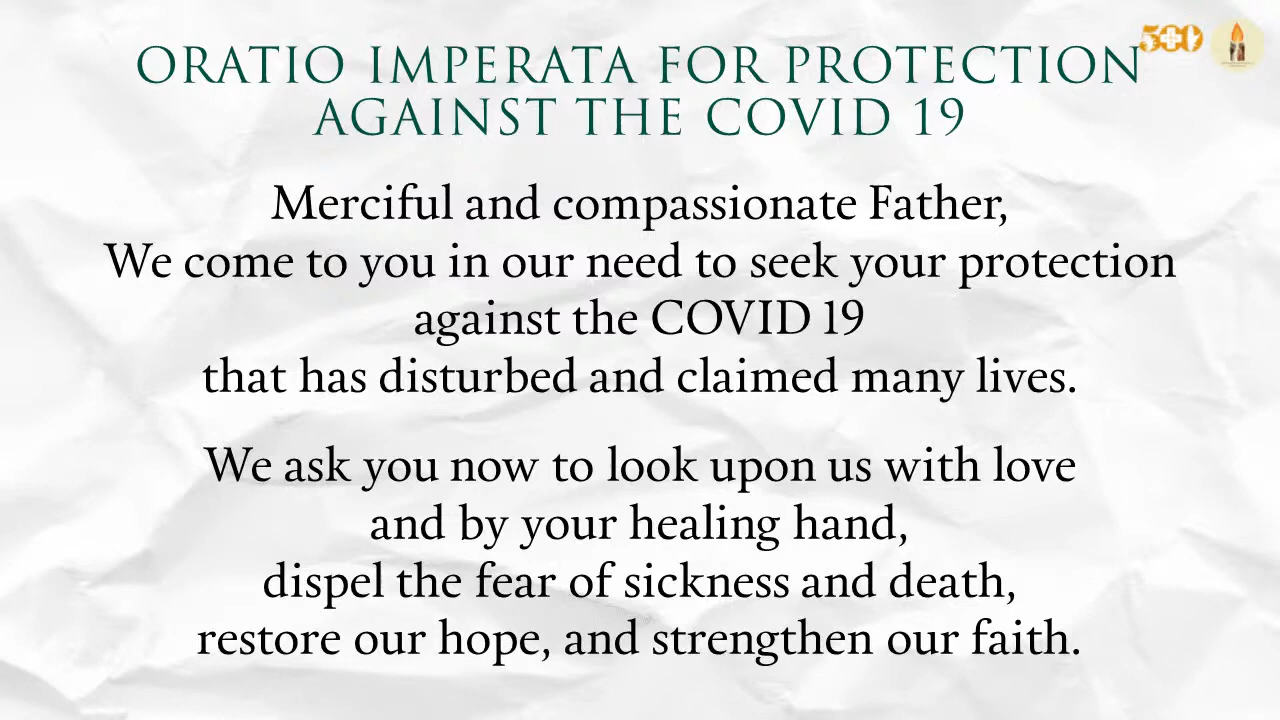 ORATIO IMPERATA FOR PROTECTION
AGAINST THE COVID 19
500
Merciful and compassionate Father,
We come to you in our need to seek your protection
against the COVID 19
that has disturbed and claimed many lives.
We ask you now to look upon us with love
and by your healing hand,
dispel the fear of sickness and death,
restore our hope, and strengthen our faith.